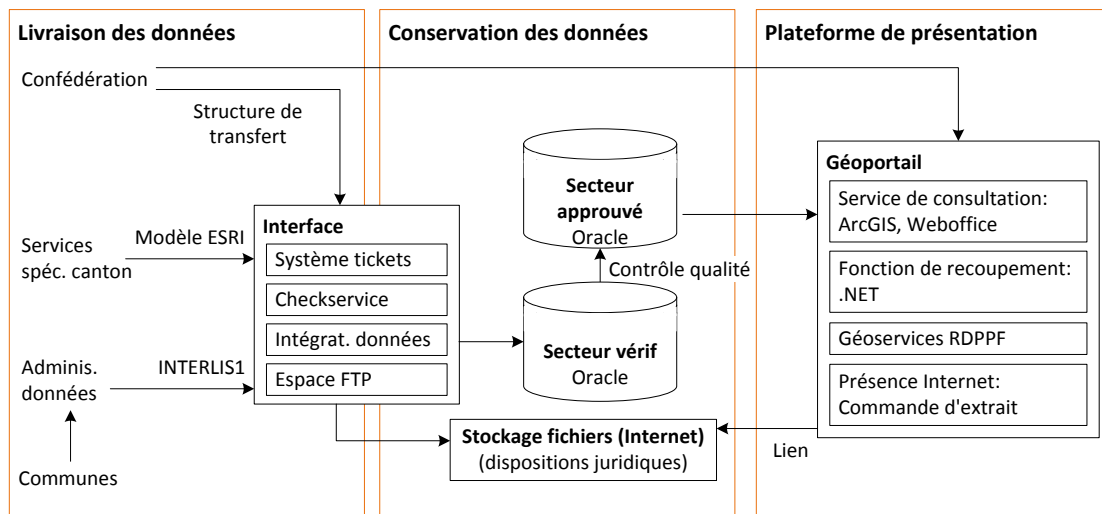 Livraison des données
Conservation des données
Plateforme de présentation
Confédération
Structure de
transfert
Services
spéc. canton
Modèle ESRI
Adminis.
données
INTERLIS1
Communes
Interface
Système tickets
Checkservice
Intégrat. données
Espace FTP
Secteur
approuvé
Oracle
Contrôle qualité
Secteur vérif
Oracle
Stockage fichiers (Internet)
(dispositions juridiques)
Géoportail
Service de consultation:
ArcGIS, Weboffice
Fonction de recoupement:
.NET
Géoservices RDPPF
Présence Internet:
Commande d'extrait
Lien